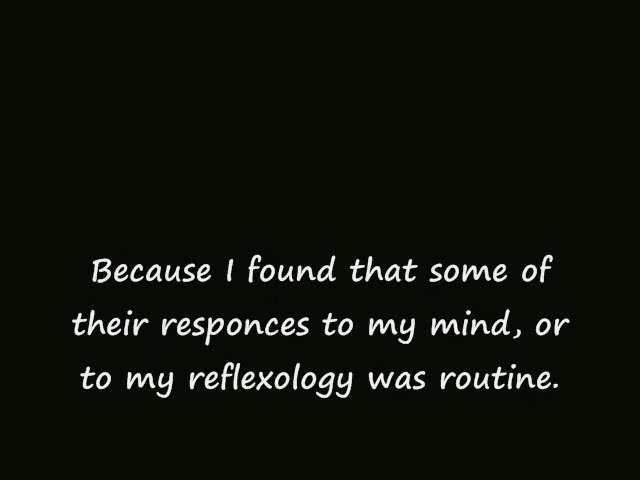 Because I found that some of
their responces to my mind, or
to my reflexology was routine.